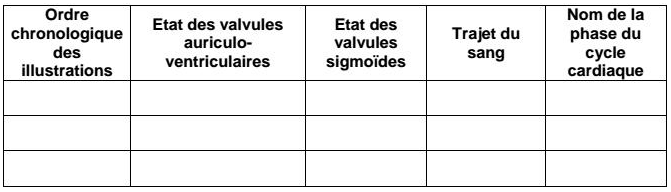 Ordre
chronologique
des
illustrations
Etat des valvules
auriculo-
ventriculaires
Etat des
valvules
sigmoïdes
Trajet du
sang
Nom de la
phase du
cycle
cardiaque